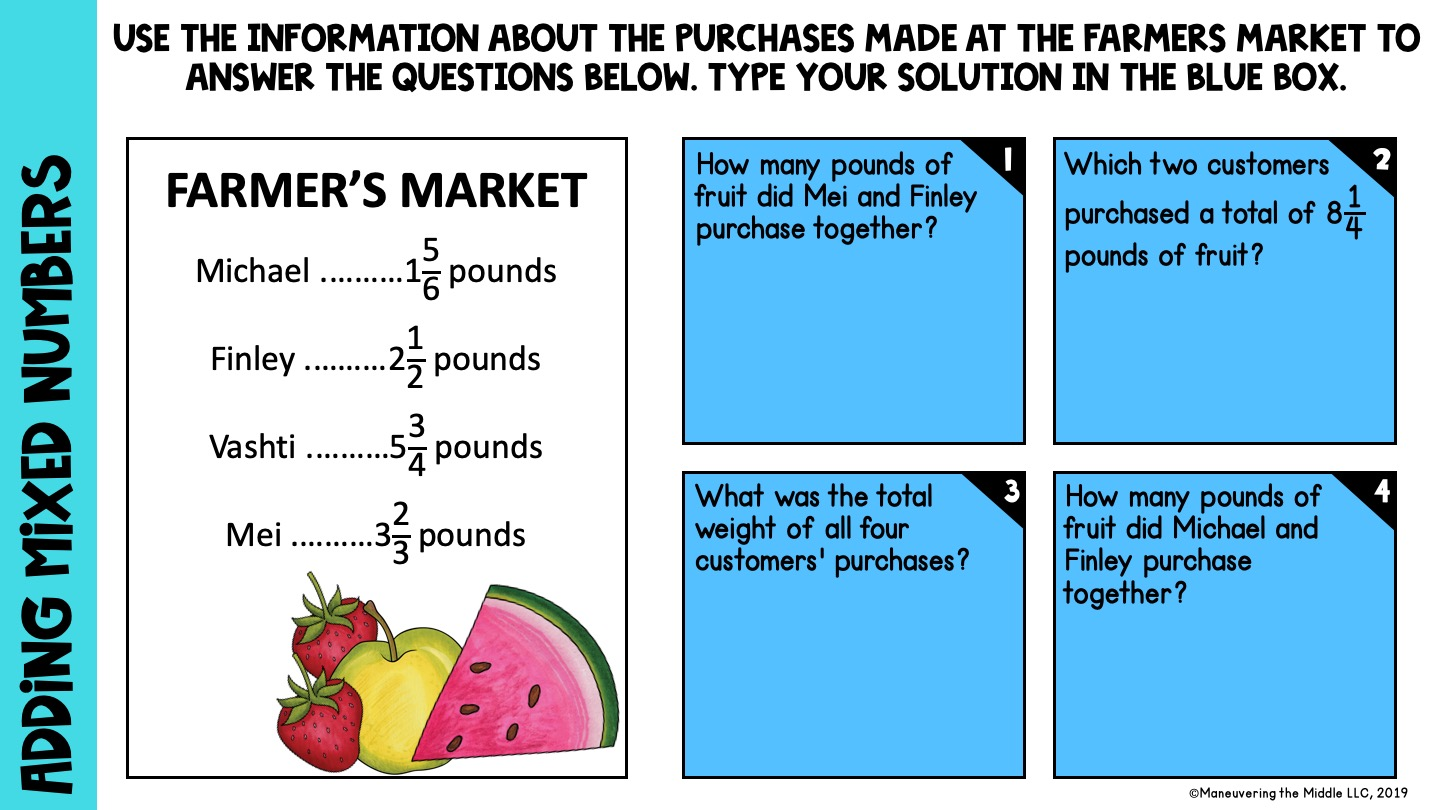 USE THE INFORMATION ABOUT THE PURCHASES MADE AT THE FARMERS MARKET TO
ANSWER THE QUESTIONS BELOW. TYPE YOUR SOLUTION IN THE BLUE BOX.
ADDING MIXED NUMBERS
FARMER'S MARKET
Michael ..........1 5/6 pounds
Finley ..........2 1/2 pounds
Vashti ..........5 3/4 pounds
Mei ..........3 2/3 pounds
1
How many pounds of
fruit did Mei and Finley
purchase together?
2
Which two customers
purchased a total of 8 1/4
pounds of fruit?
3
What was the total
weight of all four
customers' purchases?
4
How many pounds of
fruit did Michael and
Finley purchase
together?
©Maneuvering the Middle LLC, 2019